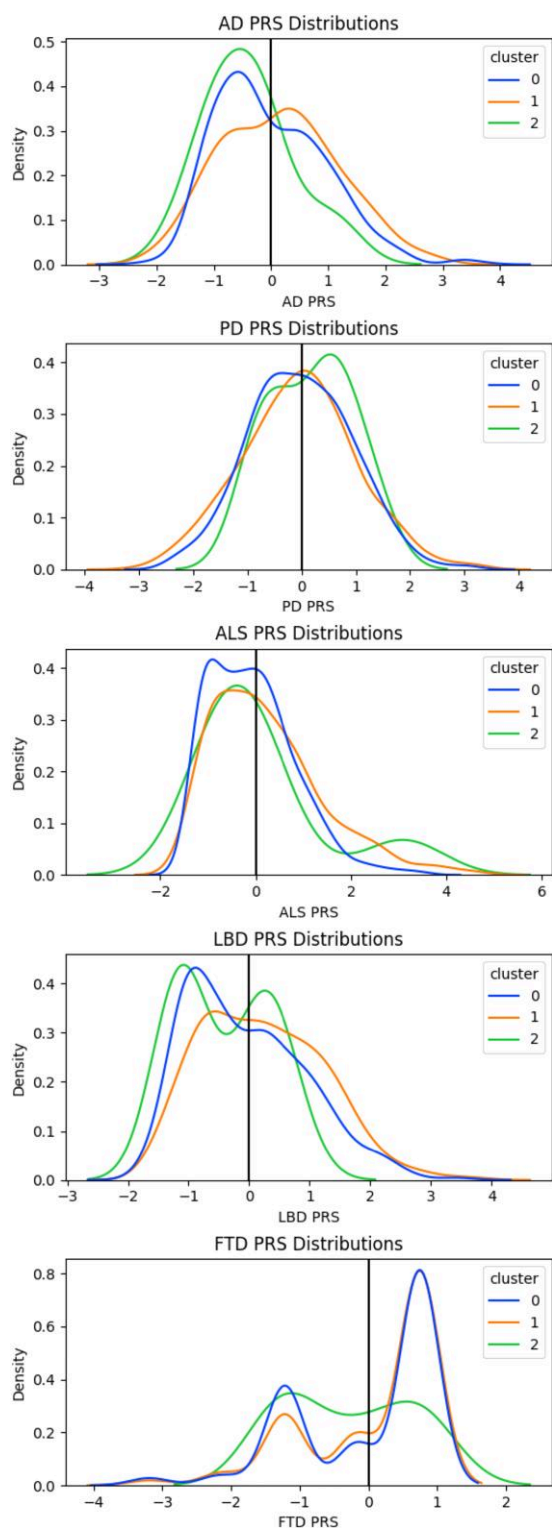 AD PRS Distributions
0.5
0.4
0.3
0.2
0.1
0.0
Density
cluster
0
1
2
−3 −2 −1 0 1 2 3 4
AD PRS
PD PRS Distributions
0.4
0.3
0.2
0.1
0.0
Density
cluster
0
1
2
−4 −3 −2 −1 0 1 2 3 4
PD PRS
ALS PRS Distributions
0.4
0.3
0.2
0.1
0.0
Density
cluster
0
1
2
−2 0 2 4 6
ALS PRS
LBD PRS Distributions
0.4
0.3
0.2
0.1
0.0
Density
cluster
0
1
2
−3 −2 −1 0 1 2 3 4
LBD PRS
FTD PRS Distributions
0.8
0.6
0.4
0.2
0.0
Density
cluster
0
1
2
−4 −3 −2 −1 0 1 2
FTD PRS